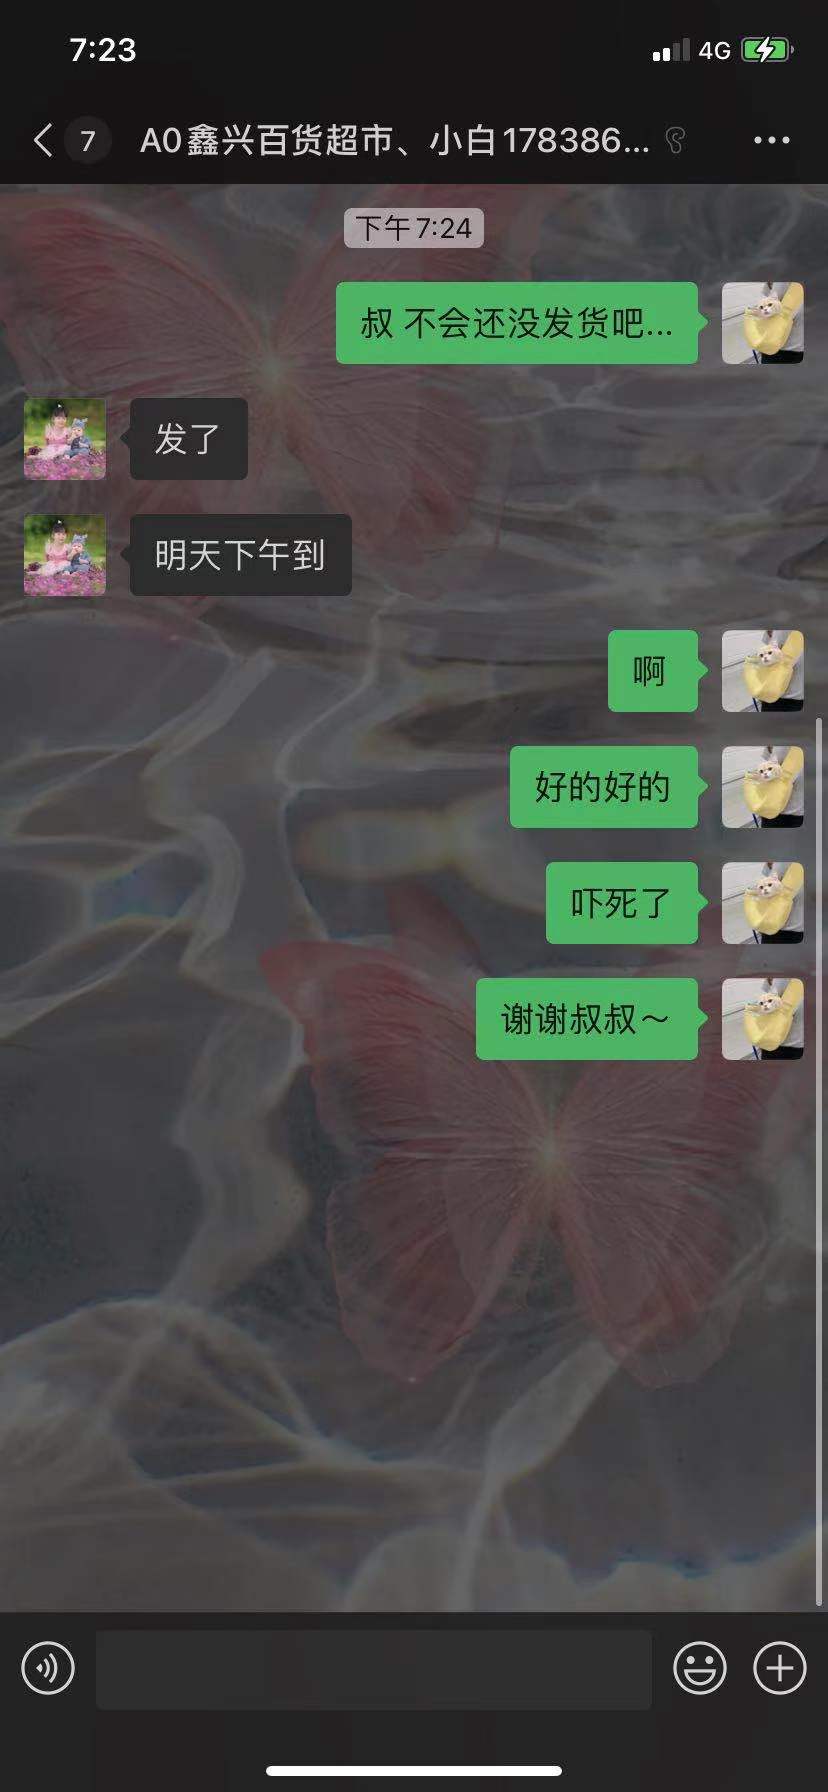 7:23
4G
7
A0鑫兴百货超市、小白178386...
下午7:24
叔 不会还没发货吧...
发了
明天下午到
啊
好的好的
吓死了
谢谢叔叔～